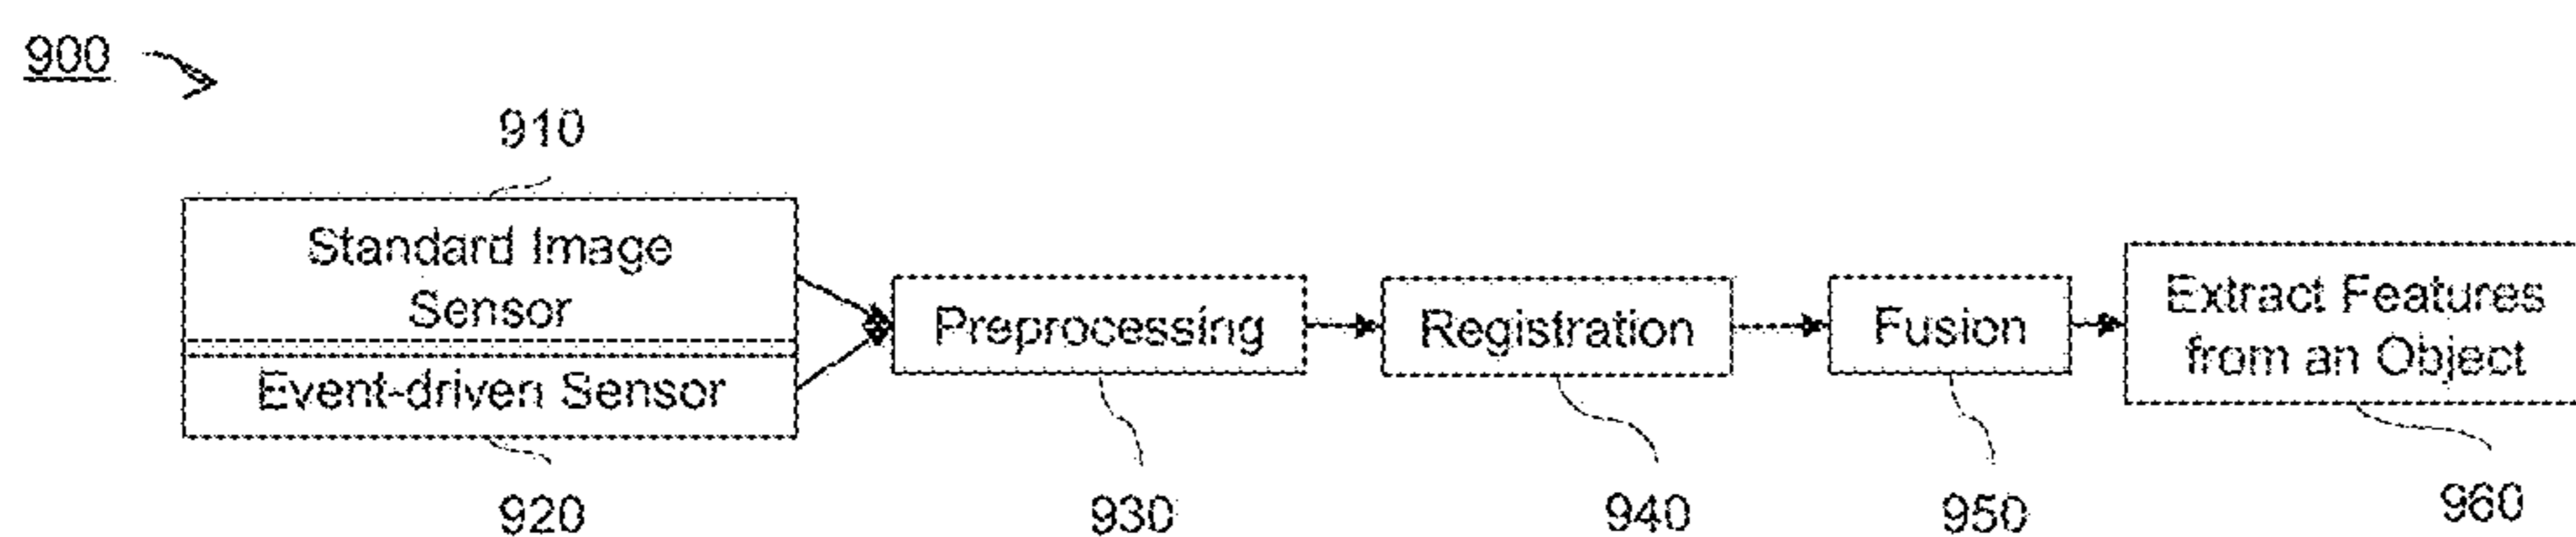 900
910
Standard Image
Sensor
Event-driven Sensor
920
Preprocessing
930
Registration
940
Fusion
950
Extract Features
from an Object
960